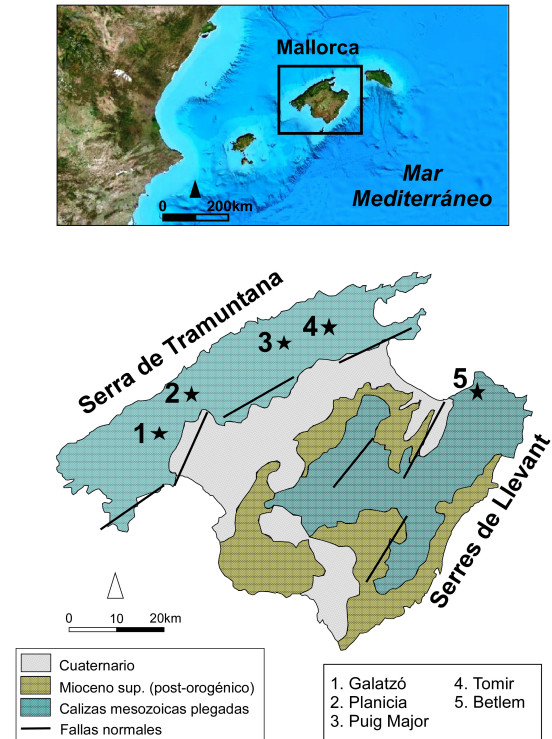 Mallorca
Mar
Mediterráneo
0 200km
Serra de Tramuntana
4
3
5
2
1
Serres de Llevant
0 10 20km
Cuaternario
Mioceno sup. (post-orogénico)
Calizas mesozoicas plegadas
Fallas normales
1. Galatzó 4. Tomir
2. Planicia 5. Betlem
3. Puig Major